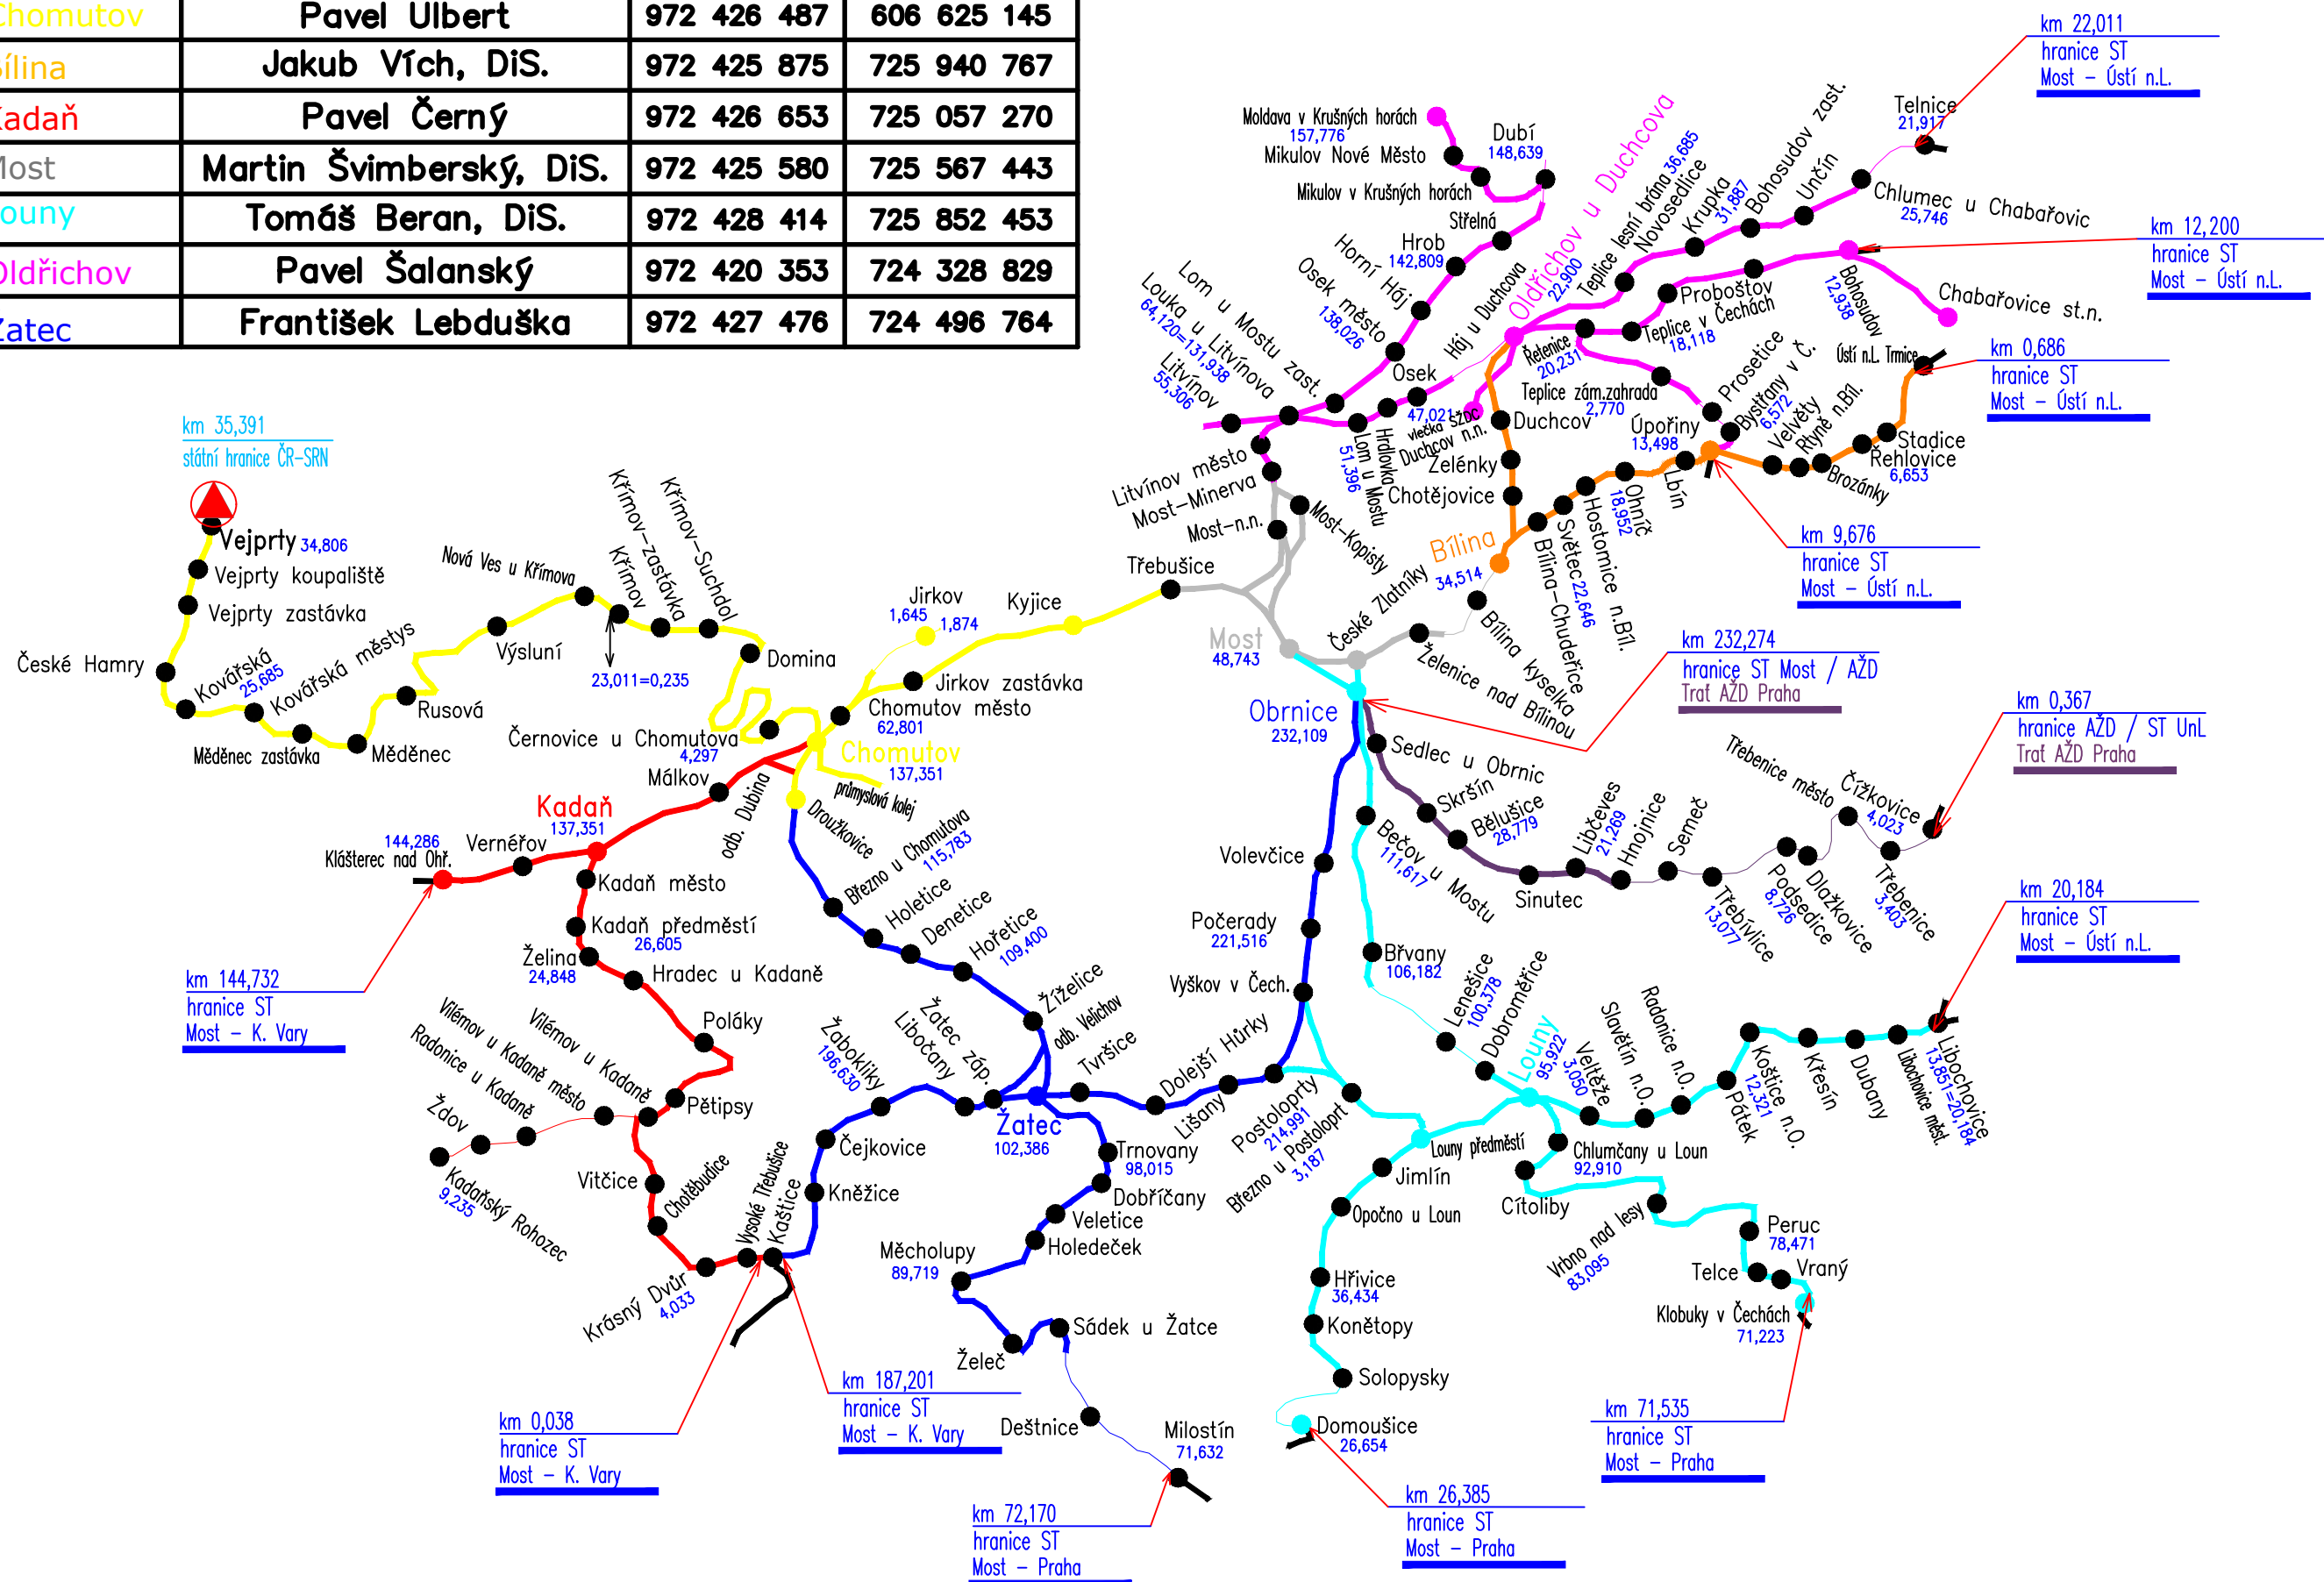 Chomutov Pavel Ulbert 972 426 487 606 625 145
Bílina Jakub Vích, DiS. 972 425 875 725 940 767
Kadaň Pavel Černý 972 426 653 725 057 270
Most Martin Švimberský, DiS. 972 425 580 725 567 443
Louny Tomáš Beran, DiS. 972 428 414 725 852 453
Oldřichov Pavel Šalanský 972 420 353 724 328 829
Žatec František Lebduška 972 427 476 724 496 764
km 22,011
hranice ST
Most – Ústí n.L.
Telnice
21,917
Chlumec u Chabařovic
25,746
Unčín
Bohosudov zast.
Krupka
31,887
Novosedlice
Teplice lesní brána 36,685
Oldřichov u Duchcova
22,900
Moldava v Krušných horách
157,776
Mikulov Nové Město
Mikulov v Krušných horách
Dubí
148,639
Střelná
Hrob
142,809
Horní Háj
Osek město
138,026
Lom u Mostu zast.
Louka u Litvínova
64,120=131,938
Litvínov
55,306
Háj u Duchcova
Osek
47,021
vlečka SŽDC
Duchcov n.n.
Hrdlovka
Lom u Mostu
51,396
km 12,200
hranice ST
Most – Ústí n.L.
Bohosudov
12,938
Chabařovice st.n.
Proboštov
Teplice v Čechách
18,118
Řetenice
20,231
Teplice zám.zahrada
2,770
Prosetice
Bystřany v Č.
6,572
Ústí n.L. Trmice
km 0,686
hranice ST
Most – Ústí n.L.
Stadice
Řehlovice
6,653
Brozánky
Rtyně n.Bíl.
Velvěty
Úpořiny
13,498
Lbín
Ohníč
18,952
Hostomice n.Bíl.
Světec
22,646
Bílina–Chudeřice
km 9,676
hranice ST
Most – Ústí n.L.
Duchcov
Želénky
Chotějovice
Bílina
34,514
Bílina kyselka
Želenice nad Bílinou
České Zlatníky
Litvínov město
Most–Minerva
Most–n.n.
Most–Kopisty
Třebušice
Most
48,743
Obrnice
232,109
km 232,274
hranice ST Most / AŽD
Trať AŽD Praha
km 0,367
hranice AŽD / ST UnL
Trať AŽD Praha
km 35,391
státní hranice ČR–SRN
Vejprty 34,806
Vejprty koupaliště
Vejprty zastávka
České Hamry
Kovářská
25,685
Kovářská městys
Měděnec zastávka
Měděnec
Rusová
Výsluní
Nová Ves u Křímova
Křímov
23,011=0,235
Křímov–zastávka
Křímov–Suchdol
Domina
Černovice u Chomutova
4,297
Jirkov
1,645
1,874
Kyjice
Jirkov zastávka
Chomutov město
62,801
Chomutov
137,351
průmyslová kolej
Droužkovice
odb. Dubina
Málkov
Kadaň
137,351
Vernéřov
144,286
Klášterec nad Ohř.
km 144,732
hranice ST
Most – K. Vary
Kadaň město
Kadaň předměstí
26,605
Želina
24,848
Hradec u Kadaně
Poláky
Pětipsy
Vilémov u Kadaně
Vilémov u Kadaně město
Radonice u Kadaně
Ždov
Kadaňský Rohozec
9,235
Vitčice
Chotěbudice
Krásný Dvůr
4,033
Vysoké Třebušice
Kaštice
km 0,038
hranice ST
Most – K. Vary
km 187,201
hranice ST
Most – K. Vary
Kněžice
Čejkovice
Žabokliky
196,630
Libočany
Žatec záp.
Žatec
102,386
Březno u Chomutova
115,783
Holetice
Denetice
Hořetice
109,400
Žíželice
odb. Velichov
Tvršice
Dolejší Hůrky
Lišany
Postoloprty
214,991
Březno u Postoloprt
3,187
Vyškov v Čech.
Počerady
221,516
Volevčice
Trnovany
98,015
Dobříčany
Veletice
Holedeček
Měcholupy
89,719
Želeč
Sádek u Žatce
Deštnice
Milostín
71,632
km 72,170
hranice ST
Most – Praha
Sedlec u Obrnic
Skršín
Bělušice
28,779
Sinutec
Libčeves
21,269
Hnojnice
Semeč
Třebívlice
13,077
Podsedice
8,726
Dlažkovice
Třebenice město
Třebenice
3,403
Čížkovice
4,023
Bečov u Mostu
111,617
Břvany
106,182
Lenešice
100,378
Dobroměřice
Louny
95,922
3,050
Veltěže
Slavětín n.O.
Radonice n.O.
Pátek
Koštice n.O.
12,321
Křesín
Dubany
Libochovice měst.
Libochovice
13,851=20,184
km 20,184
hranice ST
Most – Ústí n.L.
Louny předměstí
Jimlín
Opočno u Loun
Hřivice
36,434
Konětopy
Solopysky
Domoušice
26,654
km 26,385
hranice ST
Most – Praha
Chlumčany u Loun
92,910
Cítoliby
Vrbno nad lesy
83,095
Peruc
78,471
Telce
Vraný
Klobuky v Čechách
71,223
km 71,535
hranice ST
Most – Praha